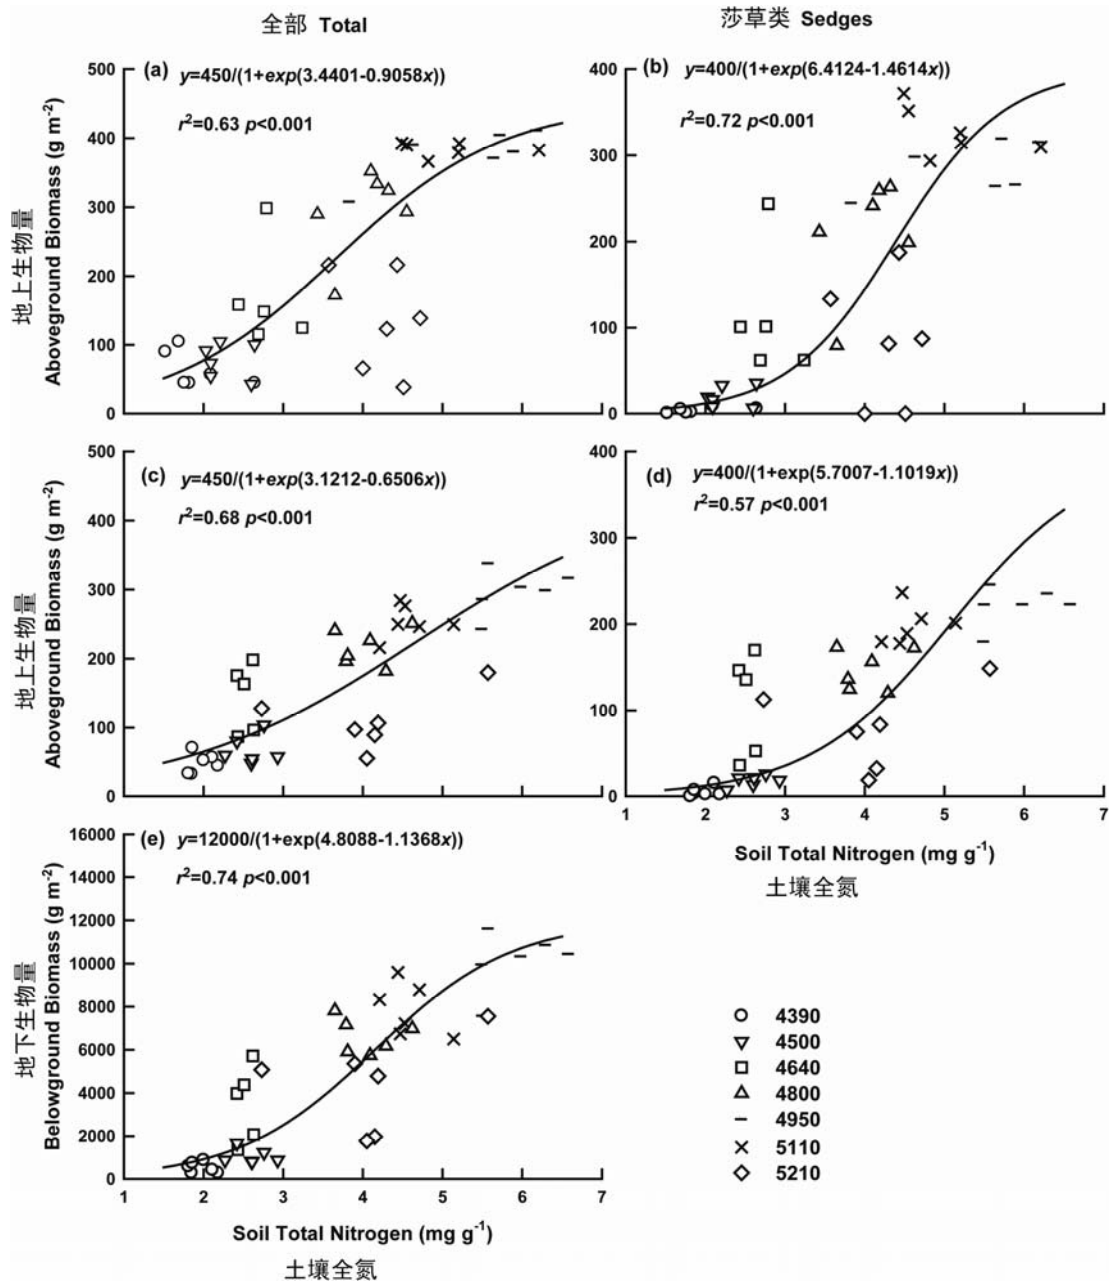 全部 Total
莎草类 Sedges
(a) y=450/(1+exp(3.4401-0.9058x))
r²=0.63 p<0.001
500
400
300
200
100
0
地上生物量
Aboveground Biomass (g m⁻²)
(b) y=400/(1+exp(6.4124-1.4614x))
r²=0.72 p<0.001
400
300
200
100
0
(c) y=450/(1+exp(3.1212-0.6506x))
r²=0.68 p<0.001
500
400
300
200
100
0
地上生物量
Aboveground Biomass (g m⁻²)
(d) y=400/(1+exp(5.7007-1.1019x))
r²=0.57 p<0.001
400
300
200
100
0
1 2 3 4 5 6 7
Soil Total Nitrogen (mg g⁻¹)
土壤全氮
(e) y=12000/(1+exp(4.8088-1.1368x))
r²=0.74 p<0.001
16000
14000
12000
10000
8000
6000
4000
2000
0
地下生物量
Belowground Biomass (g m⁻²)
1 2 3 4 5 6 7
Soil Total Nitrogen (mg g⁻¹)
土壤全氮
4390
4500
4640
4800
4950
5110
5210